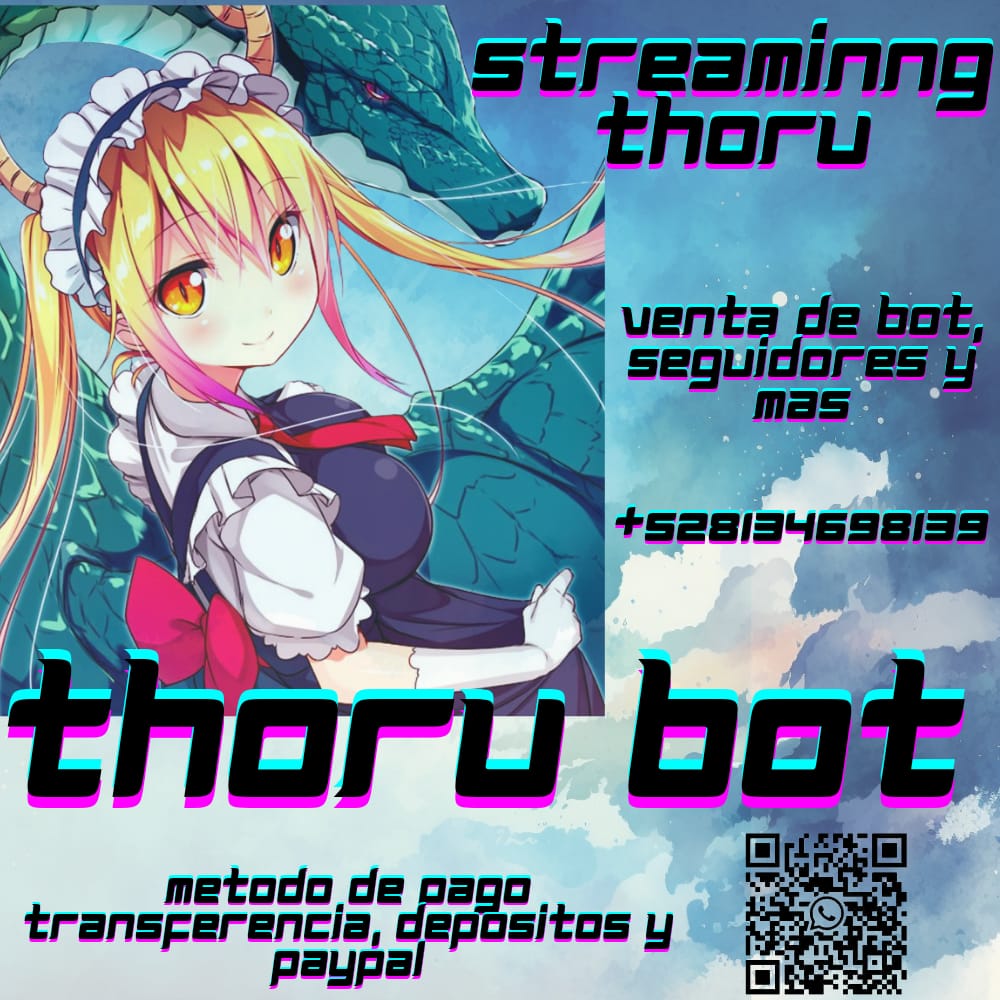 streaminng
thoru
venta de bot,
seguidores y
mas
+528134698139
thoru bot
metodo de pago
transferencia, depositos y
paypal